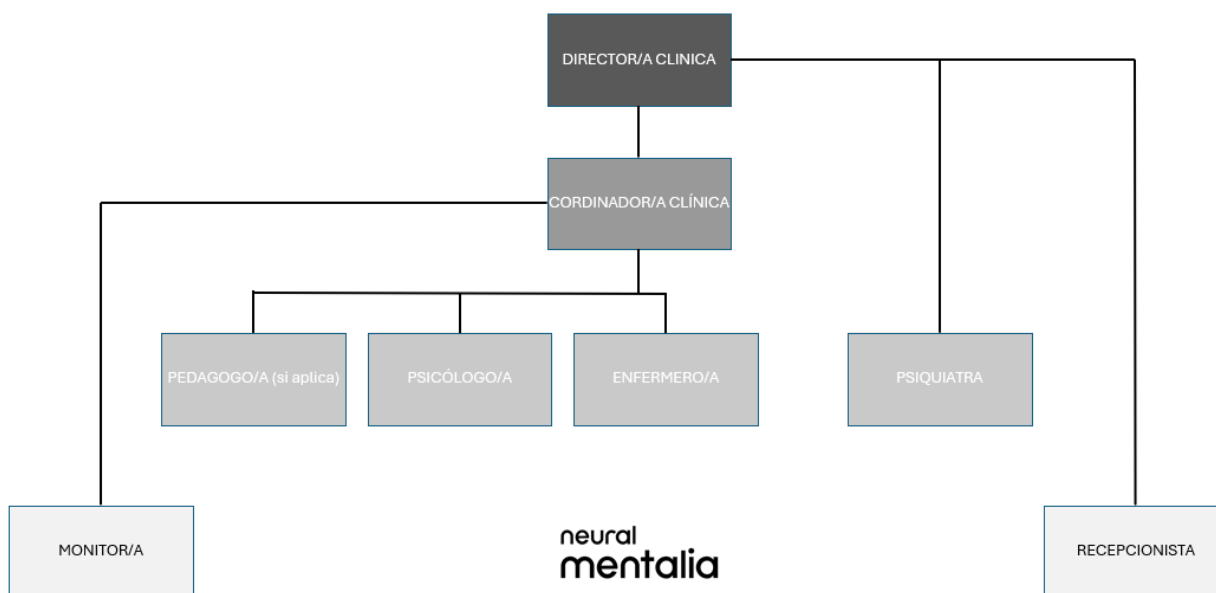 DIRECTOR/A CLINICA
CORDINADOR/A CLÍNICA
PEDAGOGO/A (si aplica)
PSICÓLOGO/A
ENFERMERO/A
PSIQUIATRA
MONITOR/A
neural
mentalia
RECEPCIONISTA